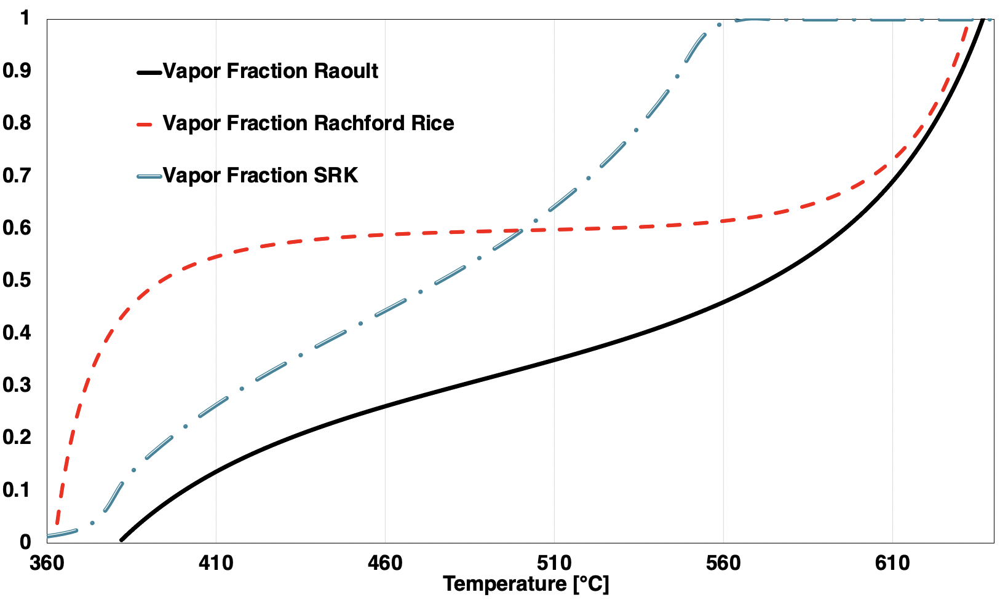 1
0.9
Vapor Fraction Raoult
0.8
Vapor Fraction Rachford Rice
0.7
Vapor Fraction SRK
0.6
0.5
0.4
0.3
0.2
0.1
0
360 410 460 510 560 610
Temperature [°C]